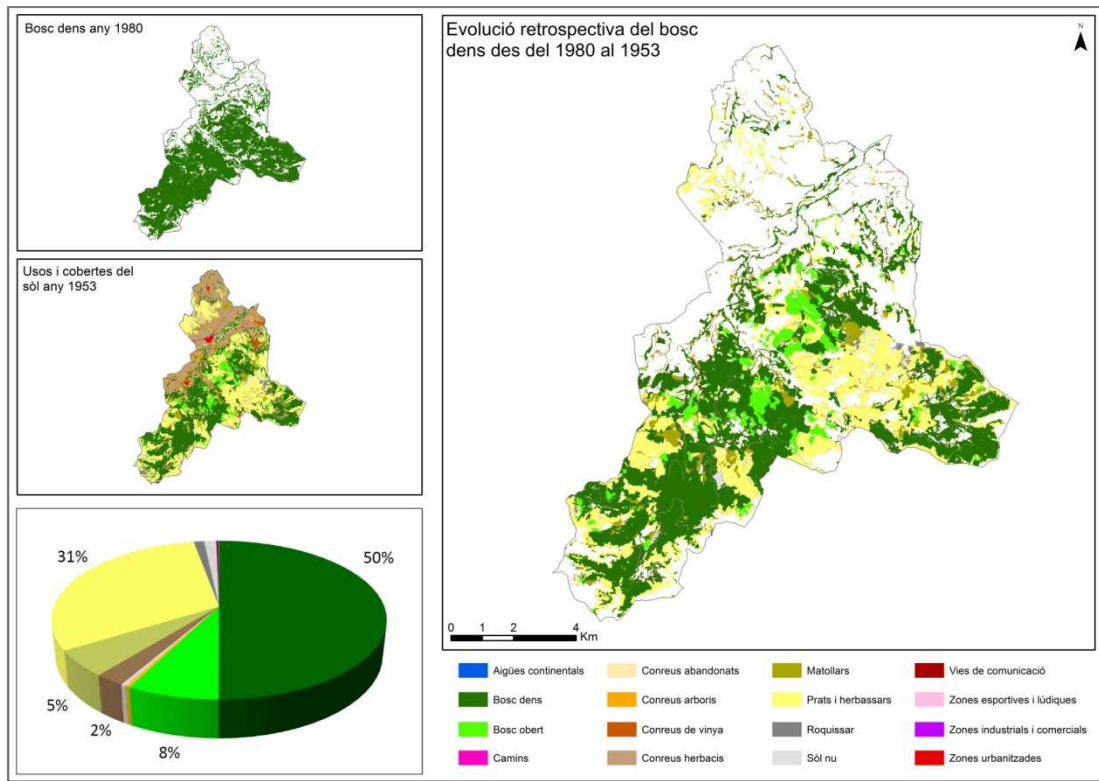 Bosc dens any 1980
Evolució retrospectiva del bosc
dens des del 1980 al 1953
N
Usos i cobertes del
sòl any 1953
31%
50%
5%
2%
8%
0 2 4
Km
Aigües continentals
Bosc dens
Bosc obert
Camins
Conreus abandonats
Conreus arboris
Conreus de vinya
Conreus herbacis
Matollars
Prats i herbassars
Roquissar
Sòl nu
Vies de comunicació
Zones esportives i lúdiques
Zones industrials i comercials
Zones urbanitzades